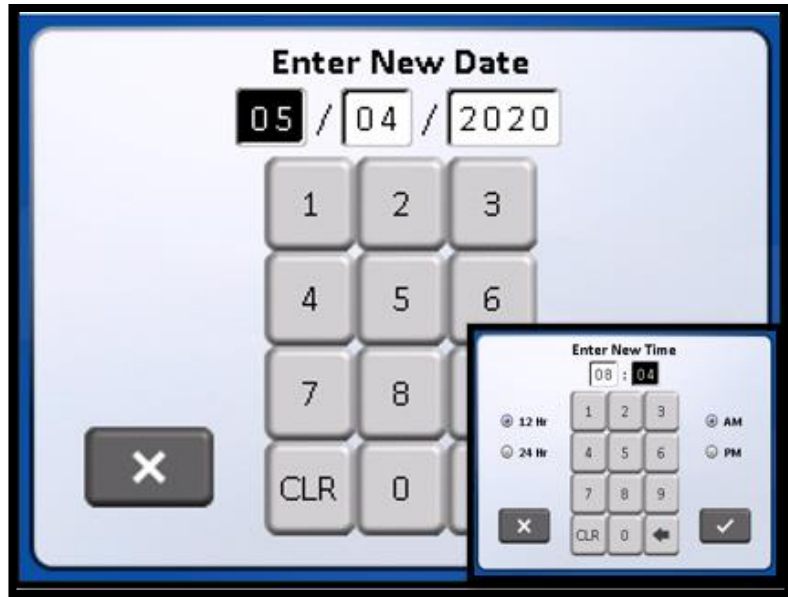 Enter New Date
05 / 04 / 2020
1 2 3
4 5 6
7 8
CLR 0
Enter New Time
08 : 04
12 Hr 1 2 3 AM
24 Hr 4 5 6 PM
7 8 9
CLR 0